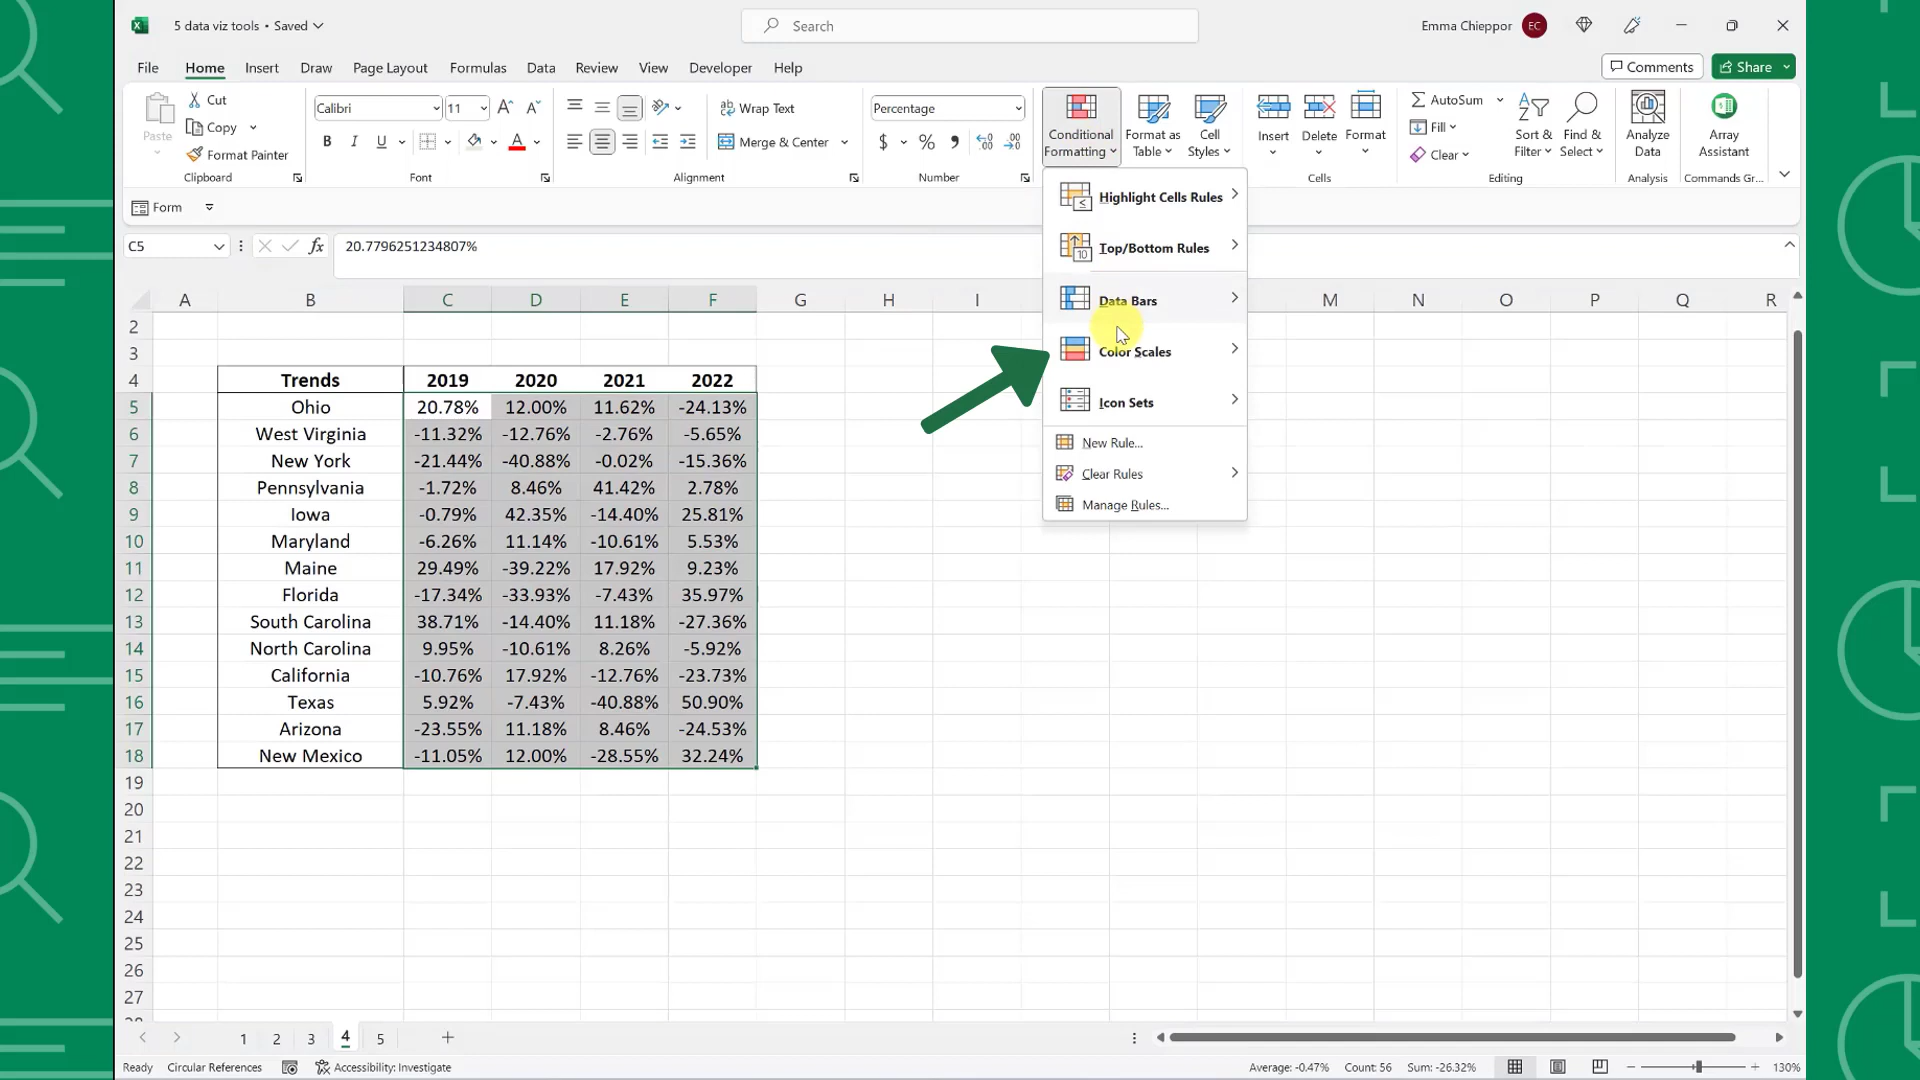 5 data viz tools • Saved
Search
Emma Chieppor
EC
File Home Insert Draw Page Layout Formulas Data Review View Developer Help
Comments
Share
Paste
Cut
Copy
Format Painter
Clipboard
Calibri 11
B I U
A
Font
Wrap Text
Merge & Center
Alignment
Percentage
$ %
Number
Conditional Formatting
Format as Table
Cell Styles
Insert
Delete
Format
Cells
AutoSum
Fill
Clear
Sort & Filter
Find & Select
Editing
Analyze Data
Analysis
Array Assistant
Commands Gr...
Form
C5
fx
20.7796251234807%
Highlight Cells Rules
Top/Bottom Rules
10
Data Bars
Color Scales
Icon Sets
New Rule...
Clear Rules
Manage Rules...
A B C D E F G H I M N O P Q R
2
3
4 Trends 2019 2020 2021 2022
5 Ohio 20.78% 12.00% 11.62% -24.13%
6 West Virginia -11.32% -12.76% -2.76% -5.65%
7 New York -21.44% -40.88% -0.02% -15.36%
8 Pennsylvania -1.72% 8.46% 41.42% 2.78%
9 Iowa -0.79% 42.35% -14.40% 25.81%
10 Maryland -6.26% 11.14% -10.61% 5.53%
11 Maine 29.49% -39.22% 17.92% 9.23%
12 Florida -17.34% -33.93% -7.43% 35.97%
13 South Carolina 38.71% -14.40% 11.18% -27.36%
14 North Carolina 9.95% -10.61% 8.26% -5.92%
15 California -10.76% 17.92% -12.76% -23.73%
16 Texas 5.92% -7.43% -40.88% 50.90%
17 Arizona -23.55% 11.18% 8.46% -24.53%
18 New Mexico -11.05% 12.00% -28.55% 32.24%
19
20
21
22
23
24
25
26
27
1 2 3 4 5
Ready Circular References Accessibility: Investigate Average: -0.47% Count: 56 Sum: -26.32% 130%